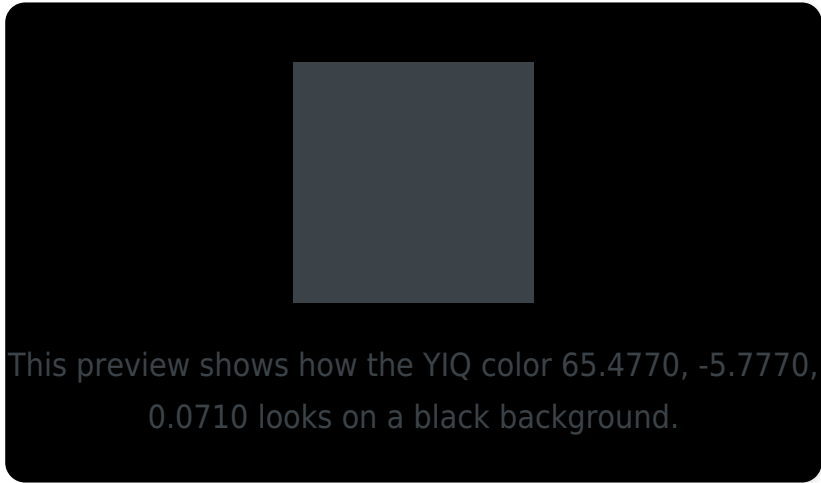 This preview shows how the YIQ color 65.4770, -5.7770,
0.0710 looks on a black background.